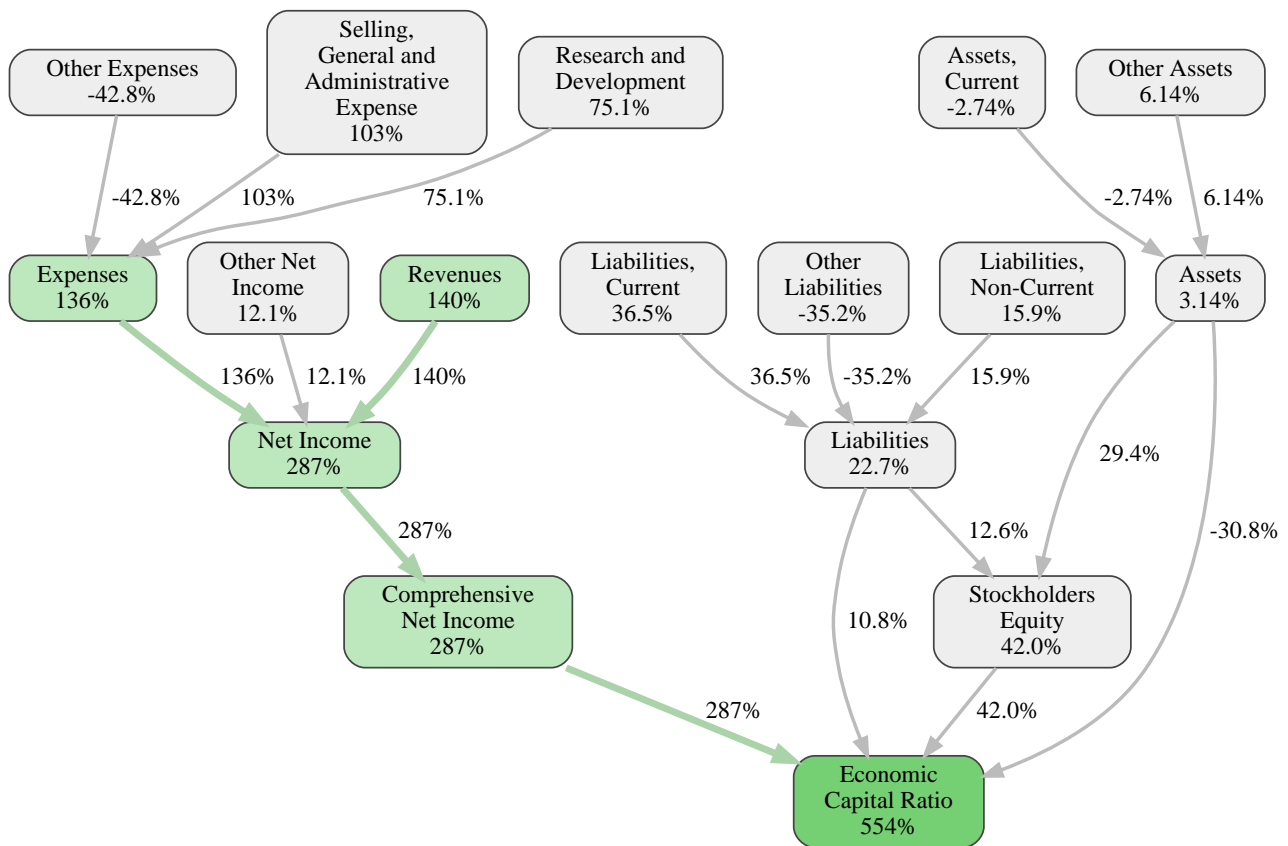 Other Expenses
-42.8%
Selling,
General and
Administrative
Expense
103%
Research and
Development
75.1%
Assets,
Current
-2.74%
Other Assets
6.14%
-42.8%
103%
75.1%
-2.74%
6.14%
Expenses
136%
Other Net
Income
12.1%
Revenues
140%
Liabilities,
Current
36.5%
Other
Liabilities
-35.2%
Liabilities,
Non-Current
15.9%
Assets
3.14%
136%
12.1%
140%
36.5%
-35.2%
15.9%
Net Income
287%
Liabilities
22.7%
29.4%
287%
12.6%
-30.8%
Comprehensive
Net Income
287%
10.8%
Stockholders
Equity
42.0%
287%
42.0%
Economic
Capital Ratio
554%